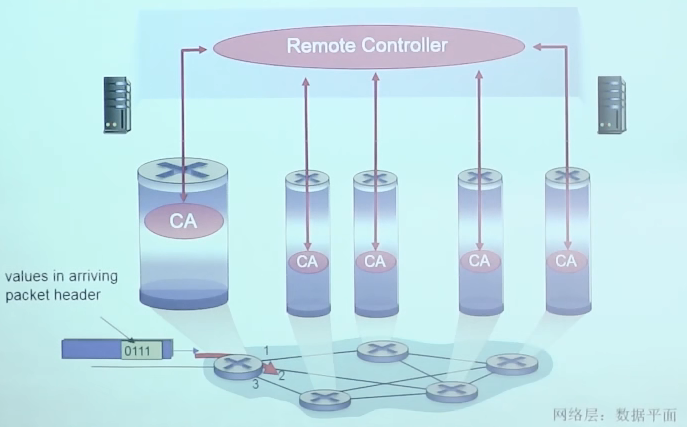 Remote Controller
CA
CA
CA
CA
CA
values in arriving
packet header
0111
1
2
3
网络层：数据平面